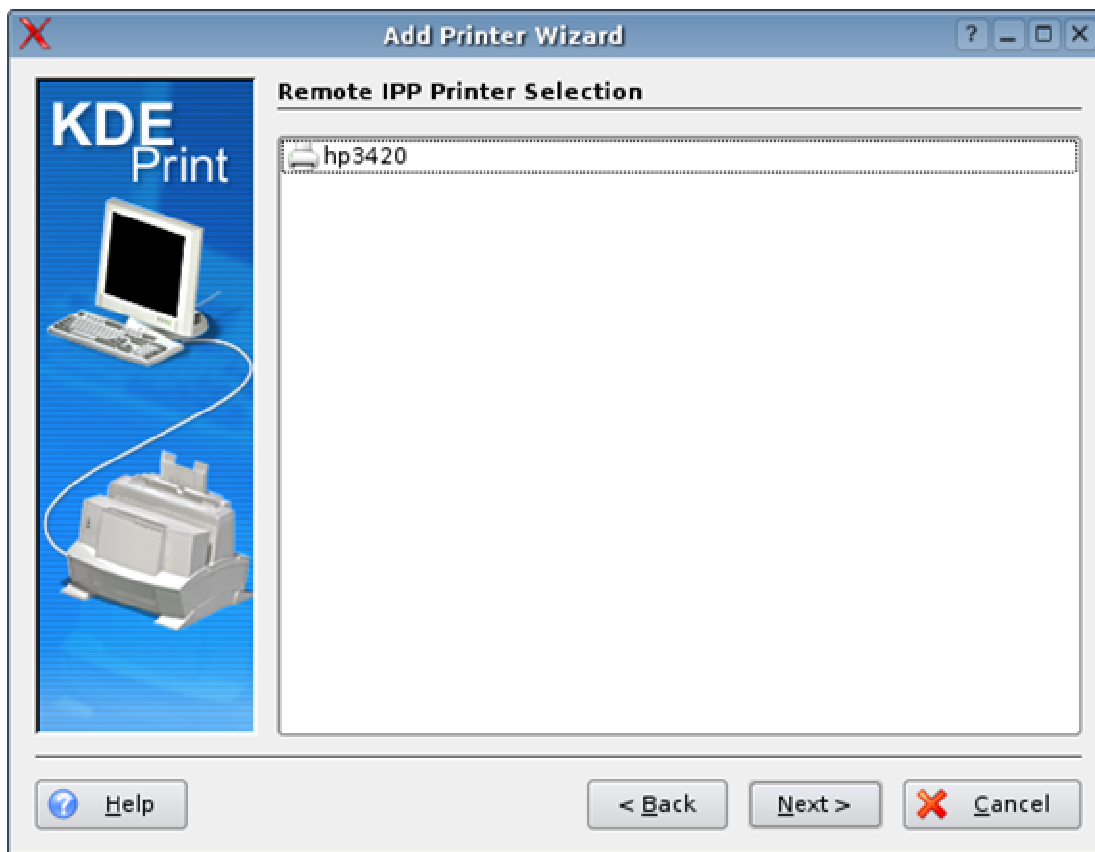 Add Printer Wizard
KDE
Print
Remote IPP Printer Selection
hp3420
Help
< Back
Next >
Cancel